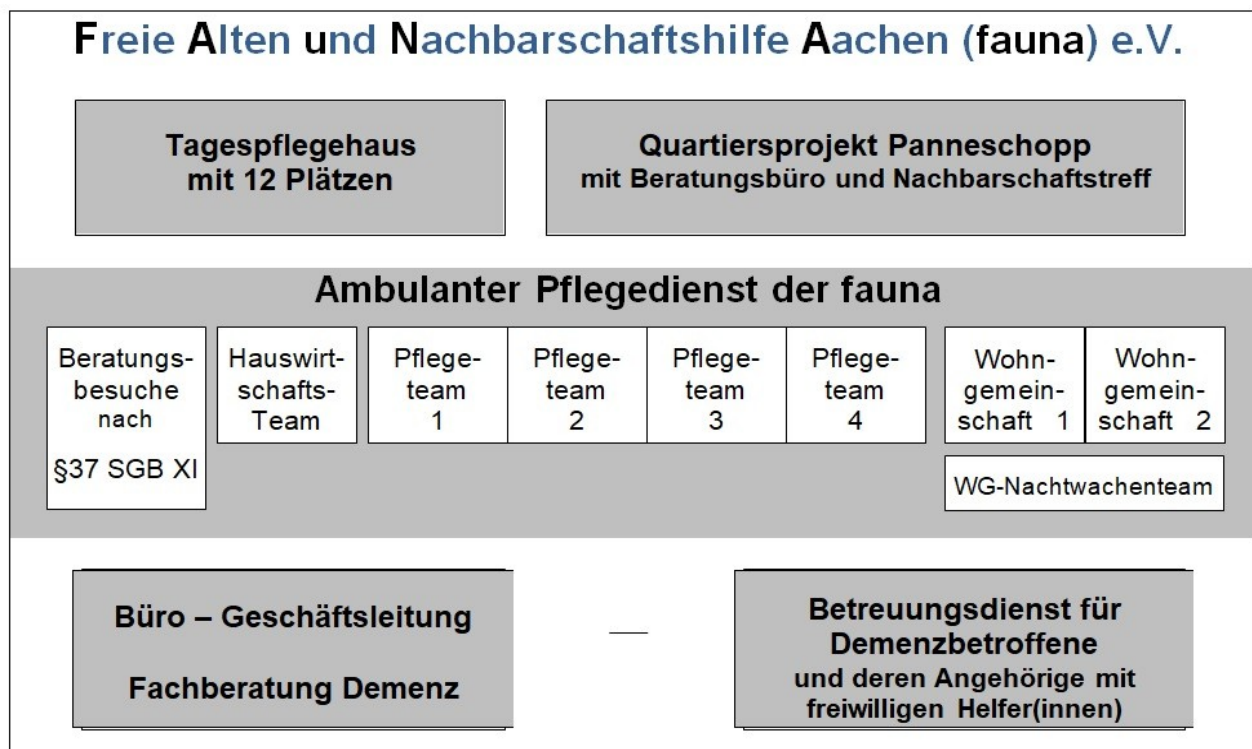 Freie Alten und Nachbarschaftshilfe Aachen (fauna) e.V.
Tagespflegehaus
mit 12 Plätzen
Quartiersprojekt Panneschopp
mit Beratungsbüro und Nachbarschaftstreff
Ambulanter Pflegedienst der fauna
Beratungs-
besuche
nach
§37 SGB XI
Hauswirt-
schafts-
Team
Pflege-
team
1
Pflege-
team
2
Pflege-
team
3
Pflege-
team
4
Wohn-
gemein-
schaft 1
Wohn-
gemein-
schaft 2
WG-Nachtwachenteam
Büro – Geschäftsleitung
Fachberatung Demenz
Betreuungsdienst für
Demenzbetroffene
und deren Angehörige mit
freiwilligen Helfer(innen)